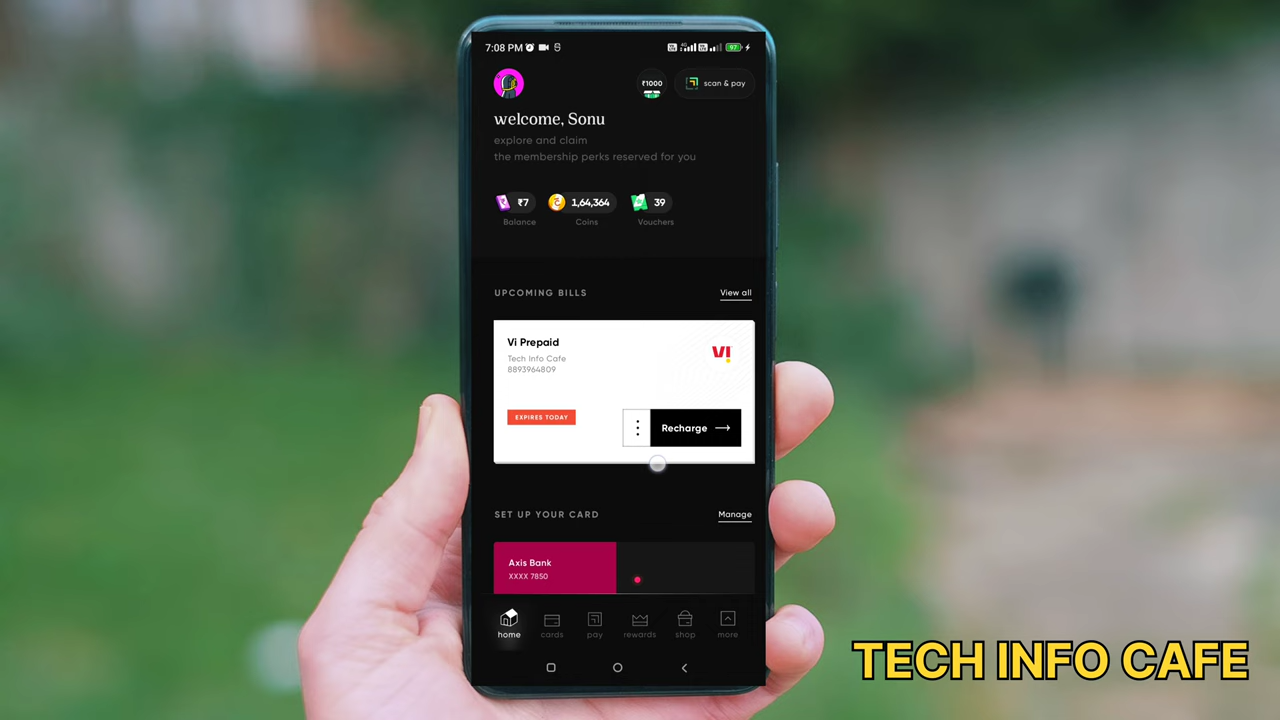 7:08 PM
97
₹1000
scan & pay
welcome, Sonu
explore and claim
the membership perks reserved for you
₹7
1,64,364
39
Balance
Coins
Vouchers
UPCOMING BILLS
View all
Vi Prepaid
Tech Info Cafe
8893964809
VI
EXPIRES TODAY
Recharge
SET UP YOUR CARD
Manage
Axis Bank
XXXX 7850
home
cards
pay
rewards
shop
more
TECH INFO CAFE